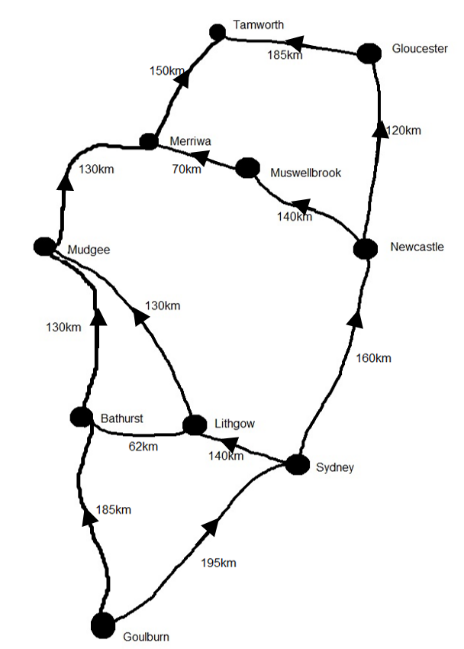 Tamworth
Gloucester
185km
150km
120km
Merriwa
130km
70km
Muswellbrook
140km
Mudgee
Newcastle
130km
130km
160km
Bathurst
Lithgow
62km
140km
Sydney
185km
195km
Goulburn